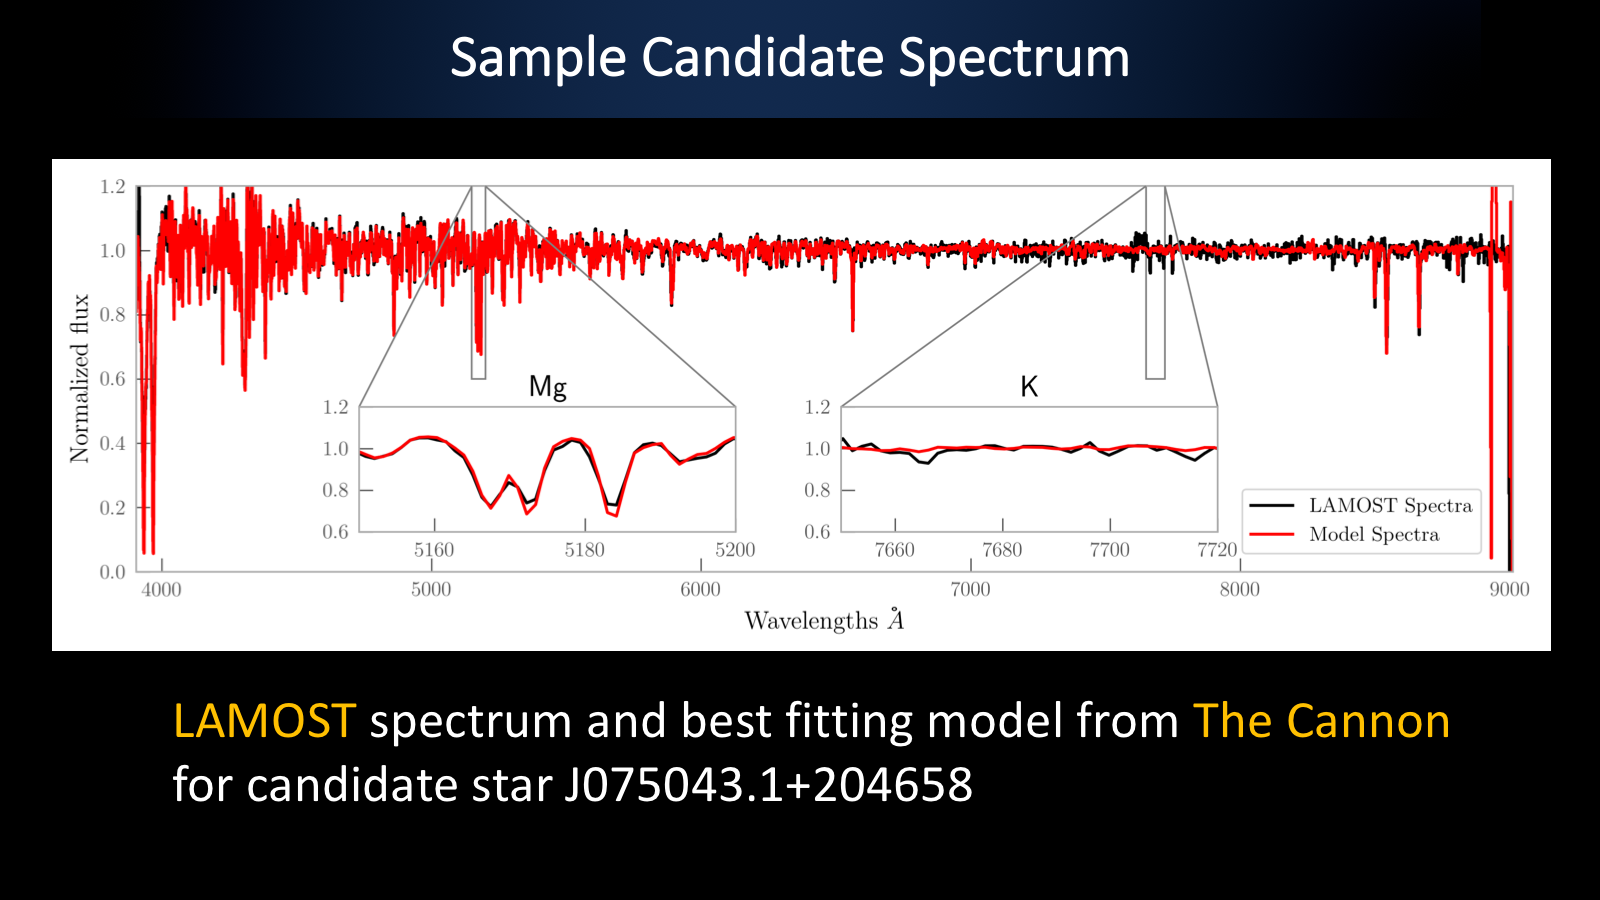 Sample Candidate Spectrum
1.2
1.0
0.8
0.6
0.4
0.2
0.0
Normalized flux
4000 5000 6000 7000 8000 9000
Wavelengths Å
Mg
1.2
1.0
0.8
0.6
5160 5180 5200
K
1.2
1.0
0.8
0.6
7660 7680 7700 7720
LAMOST Spectra
Model Spectra
LAMOST spectrum and best fitting model from The Cannon
for candidate star J075043.1+204658